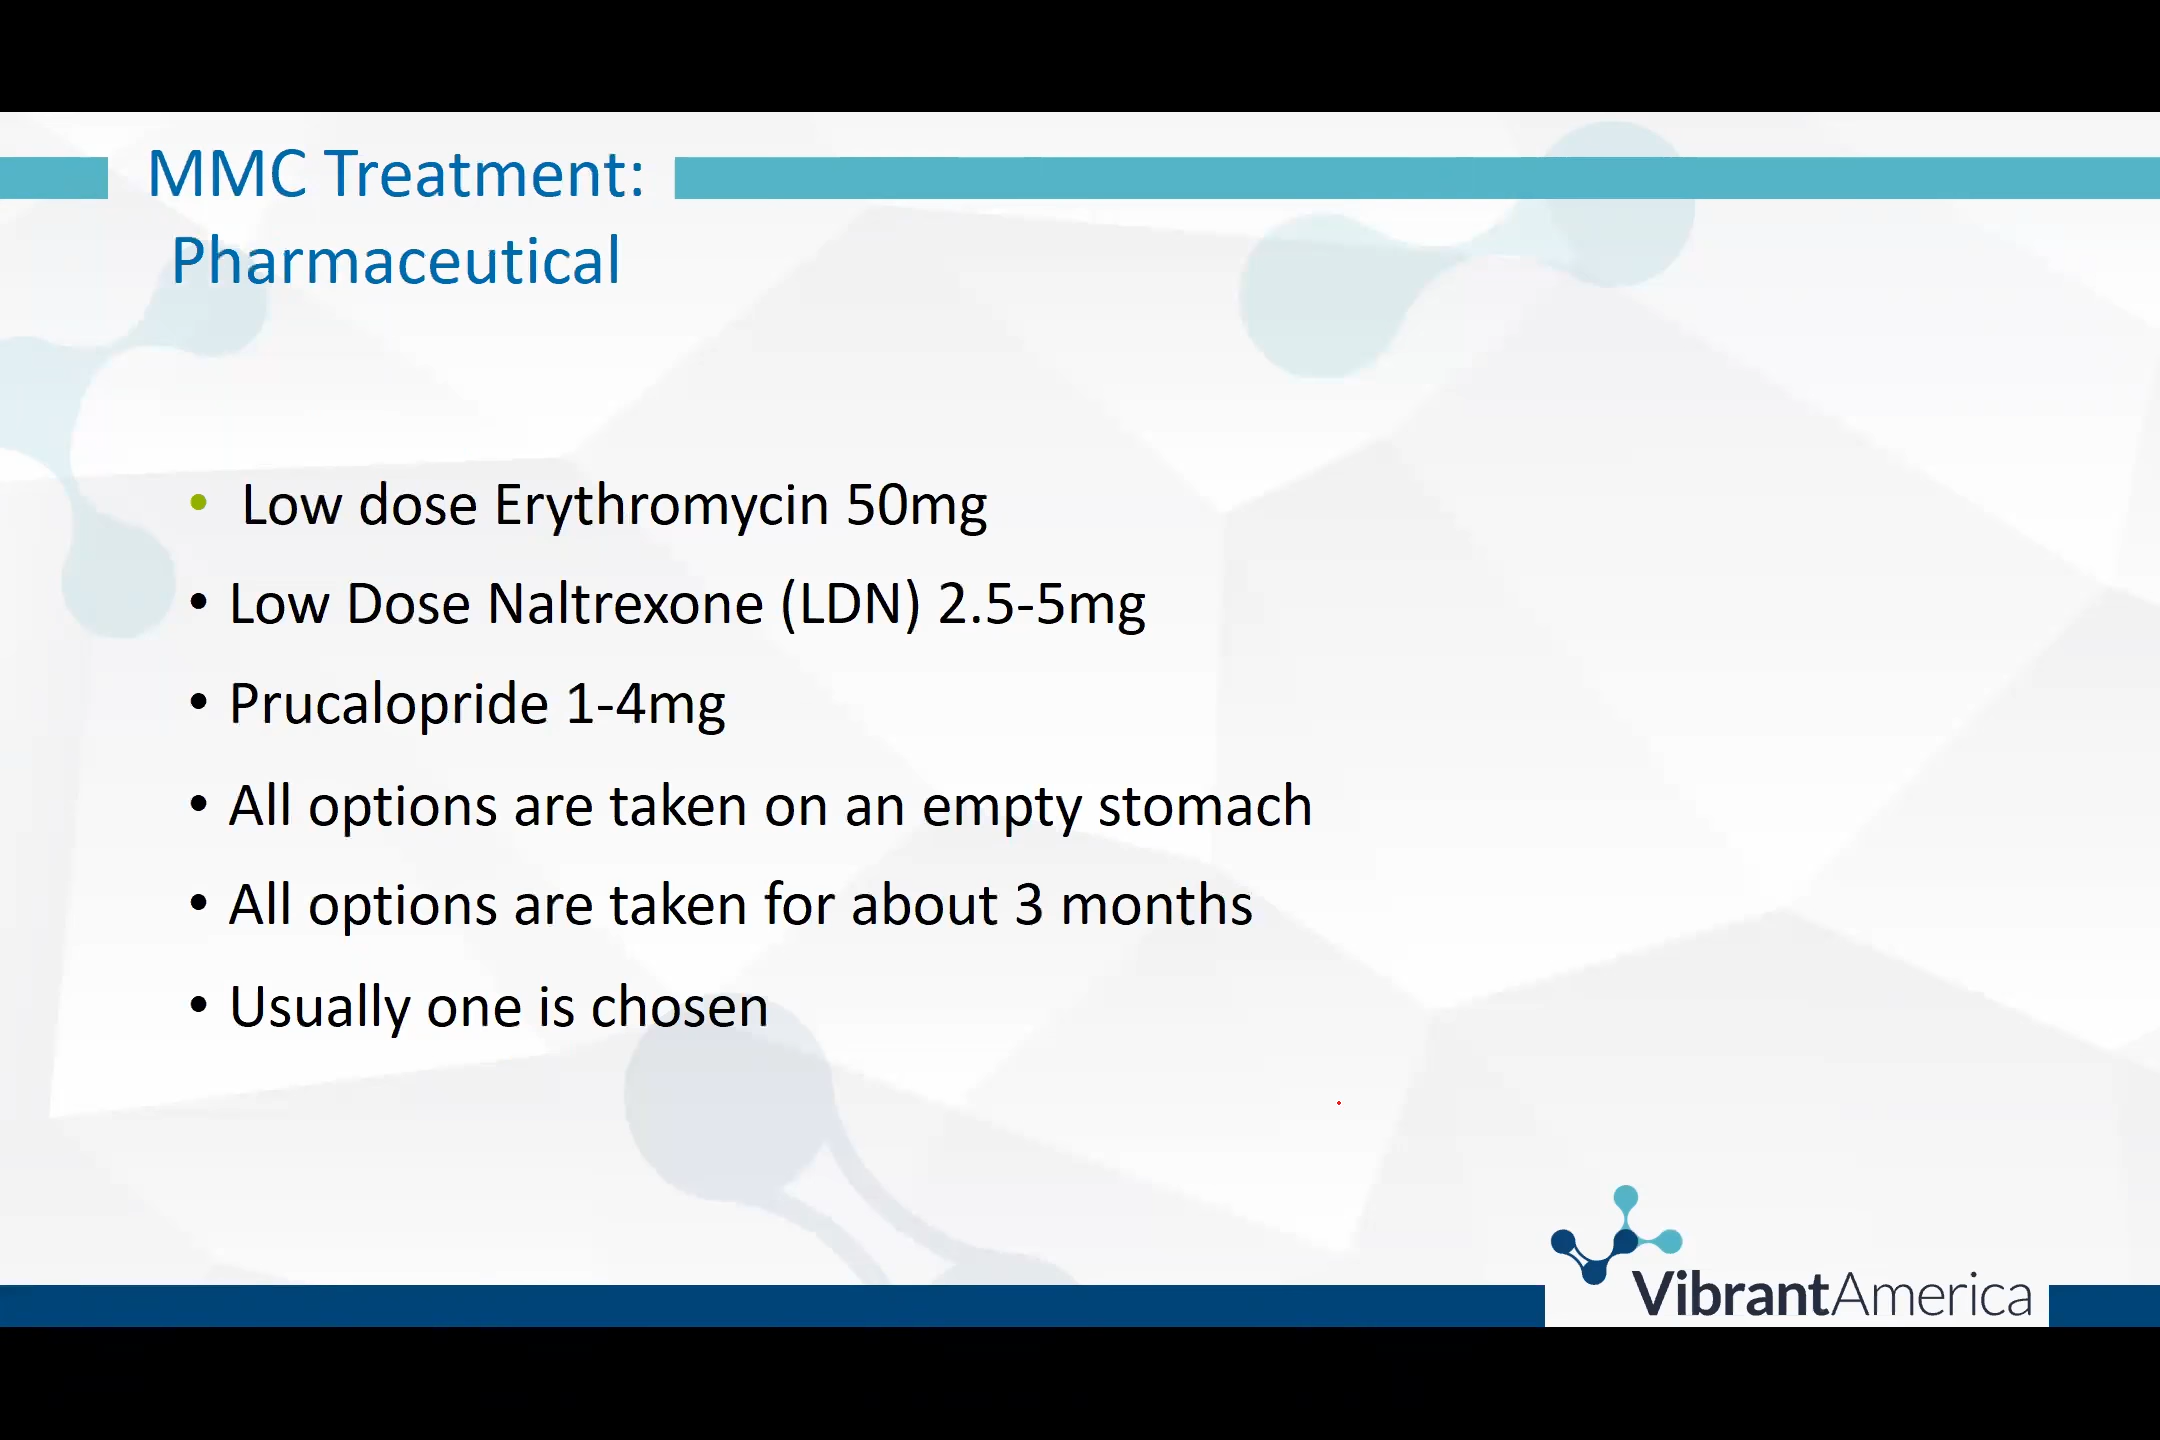 MMC Treatment:
Pharmaceutical
• Low dose Erythromycin 50mg
• Low Dose Naltrexone (LDN) 2.5-5mg
• Prucalopride 1-4mg
• All options are taken on an empty stomach
• All options are taken for about 3 months
• Usually one is chosen
VibrantAmerica